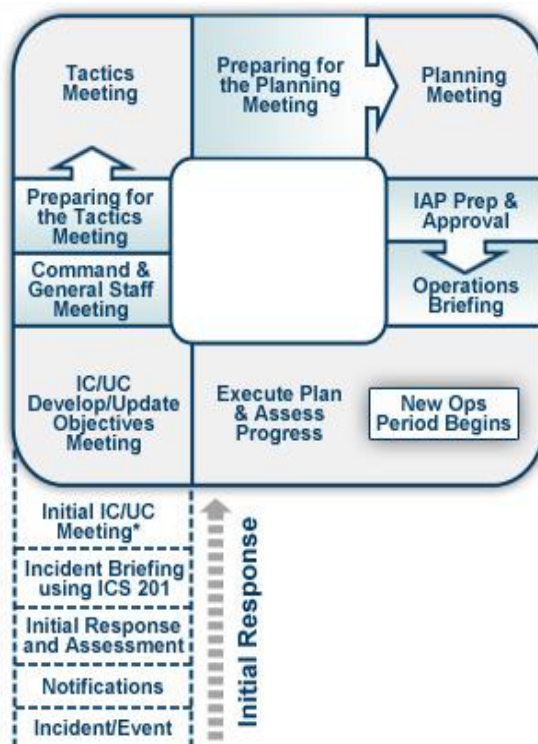 Tactics
Meeting
Preparing for
the Planning
Meeting
Planning
Meeting
Preparing for
the Tactics
Meeting
Command &
General Staff
Meeting
IAP Prep &
Approval
Operations
Briefing
IC/UC
Develop/Update
Objectives
Meeting
Execute Plan
& Assess
Progress
New Ops
Period Begins
Initial IC/UC
Meeting*
Incident Briefing
using ICS 201
Initial Response
and Assessment
Notifications
Incident/Event
Initial Response